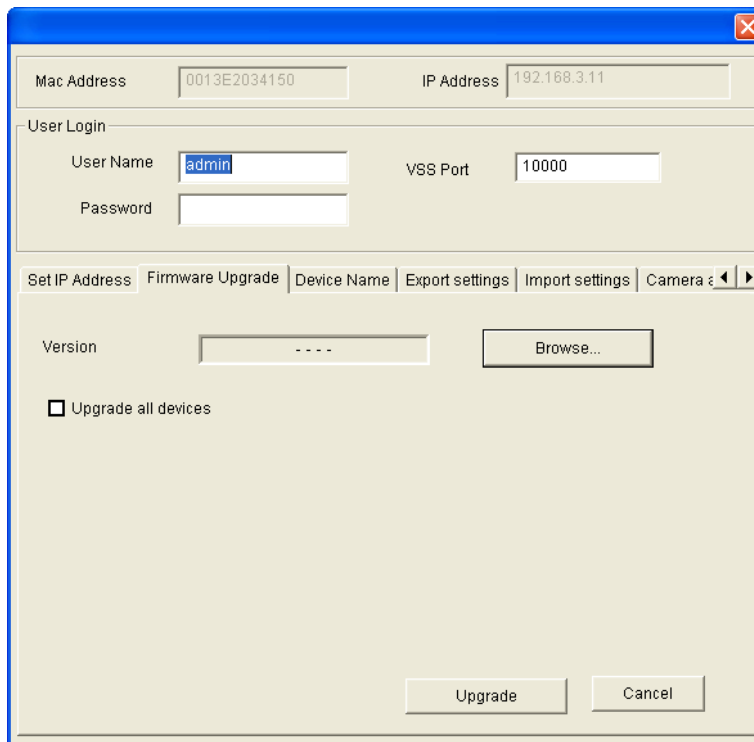 Mac Address 0013E2034150 IP Address 192.168.3.11
User Login
User Name admin VSS Port 10000
Password
Set IP Address Firmware Upgrade Device Name Export settings Import settings Camera
Version ---- Browse...
Upgrade all devices
Upgrade Cancel